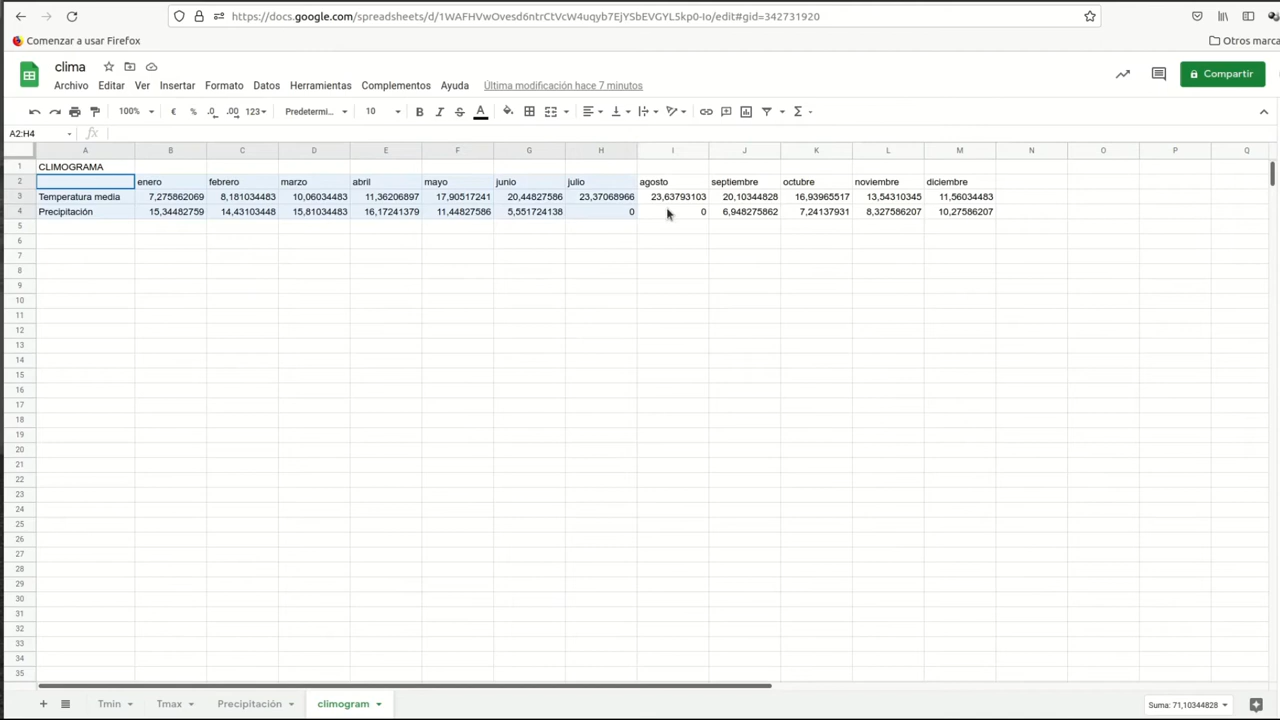 https://docs.google.com/spreadsheets/d/1WAFHVwOvesd6ntrCtVcW4uqyb7EjYSbEVGYL5kp0-Io/edit#gid=342731920
Comenzar a usar Firefox
Otros marca
clima
Archivo Editar Ver Insertar Formato Datos Herramientas Complementos Ayuda Última modificación hace 7 minutos
Compartir
100% € % .0 .00 123 Predetermi... 10 B I S A Σ
A2:H4 fx
A B C D E F G H I J K L M N O P Q
1 CLIMOGRAMA
2 enero febrero marzo abril mayo junio julio agosto septiembre octubre noviembre diciembre
3 Temperatura media 7,275862069 8,181034483 10,06034483 11,36206897 17,90517241 20,44827586 23,37068966 23,63793103 20,10344828 16,93965517 13,54310345 11,56034483
4 Precipitación 15,34482759 14,43103448 15,81034483 16,17241379 11,44827586 5,551724138 0 0 6,948275862 7,24137931 8,327586207 10,27586207
5
6
7
8
9
10
11
12
13
14
15
16
17
18
19
20
21
22
23
24
25
26
27
28
29
30
31
32
33
34
35
Tmin Tmax Precipitación climogram Suma: 71,10344828